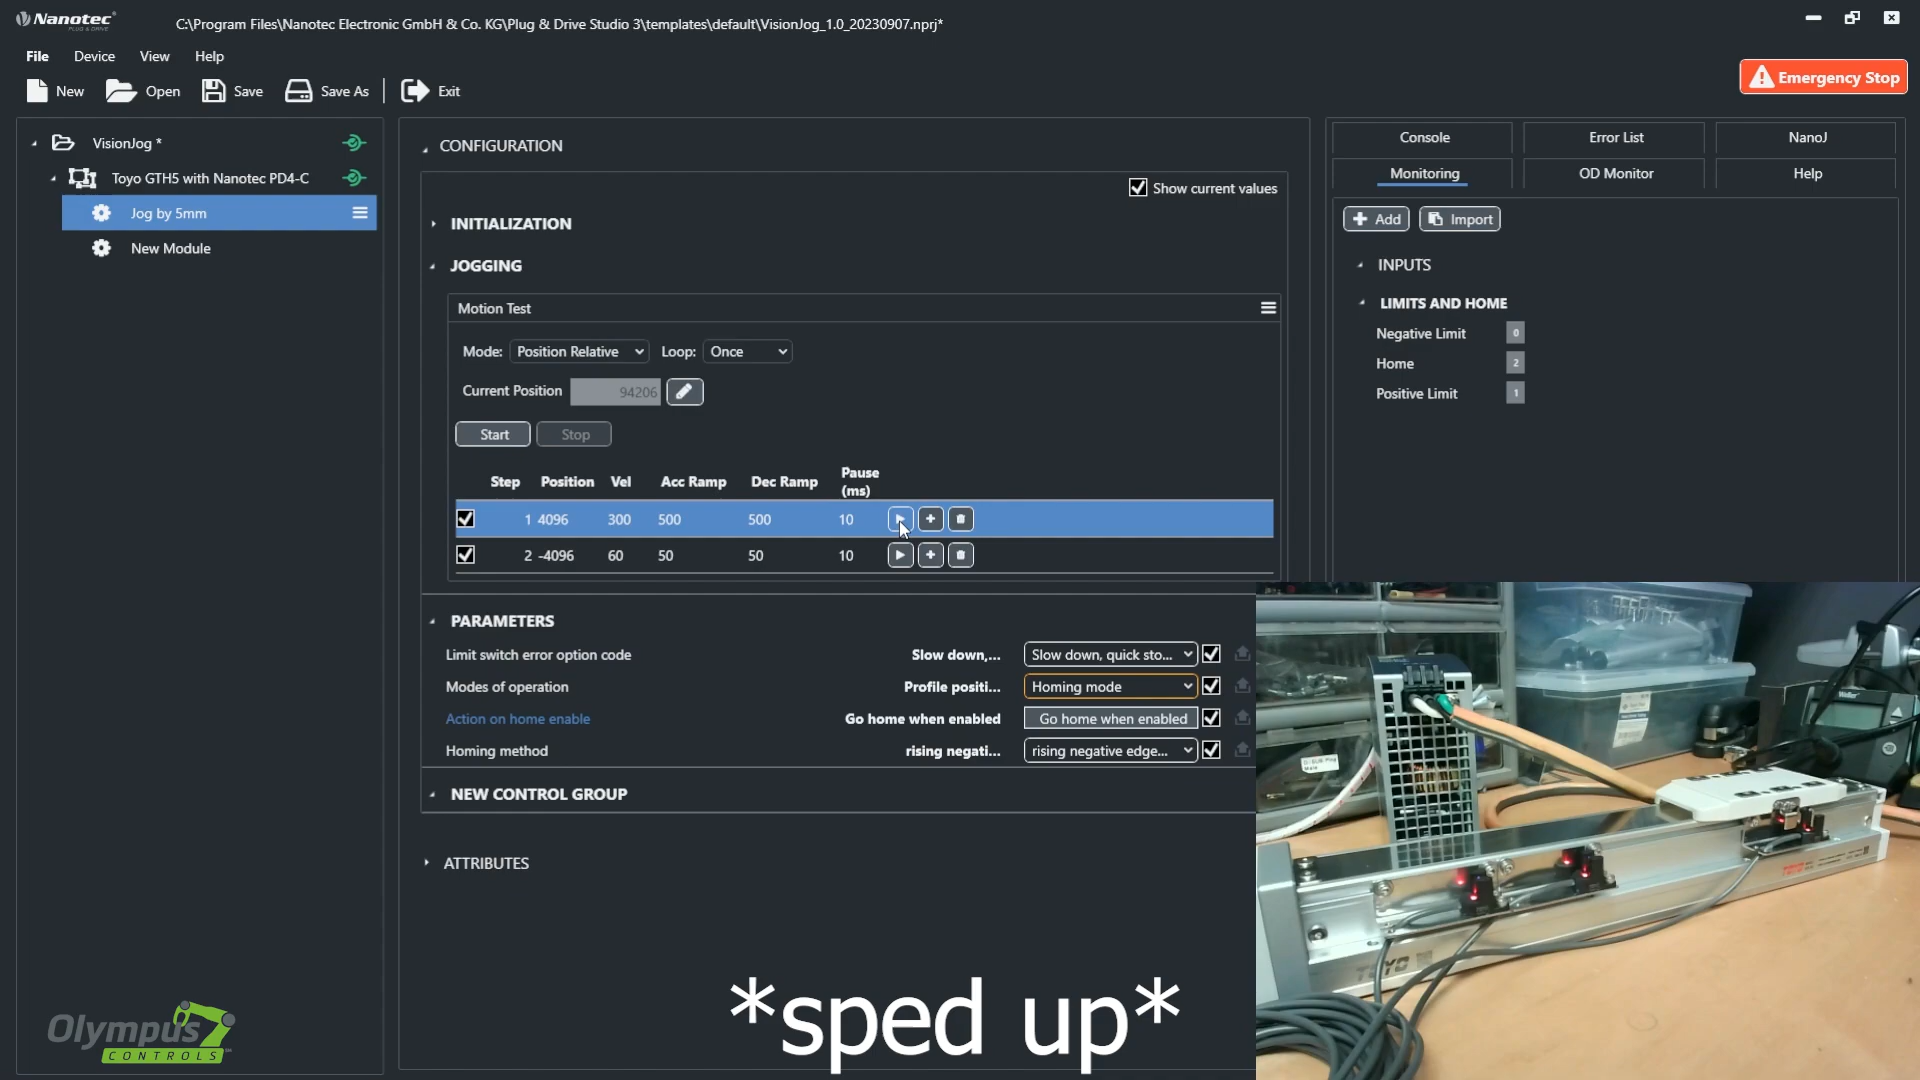 Nanotec
PLUG & DRIVE
C:\Program Files\Nanotec Electronic GmbH & Co. KG\Plug & Drive Studio 3\templates\default\VisionJog_1.0_20230907.nprj*
File Device View Help
New Open Save Save As Exit
Emergency Stop
VisionJog *
Toyo GTH5 with Nanotec PD4-C
Jog by 5mm
New Module
CONFIGURATION
Show current values
INITIALIZATION
JOGGING
Motion Test
Mode: Position Relative Loop: Once
Current Position 94206
Start Stop
Step Position Vel Acc Ramp Dec Ramp Pause (ms)
1 4096 300 500 500 10
2 -4096 60 50 50 10
PARAMETERS
Limit switch error option code Slow down,... Slow down, quick sto...
Modes of operation Profile positi... Homing mode
Action on home enable Go home when enabled Go home when enabled
Homing method rising negati... rising negative edge...
NEW CONTROL GROUP
ATTRIBUTES
Console Error List NanoJ
Monitoring OD Monitor Help
Add Import
INPUTS
LIMITS AND HOME
Negative Limit 0
Home 2
Positive Limit 1
TOYO
Olympus
CONTROLS
*sped up*